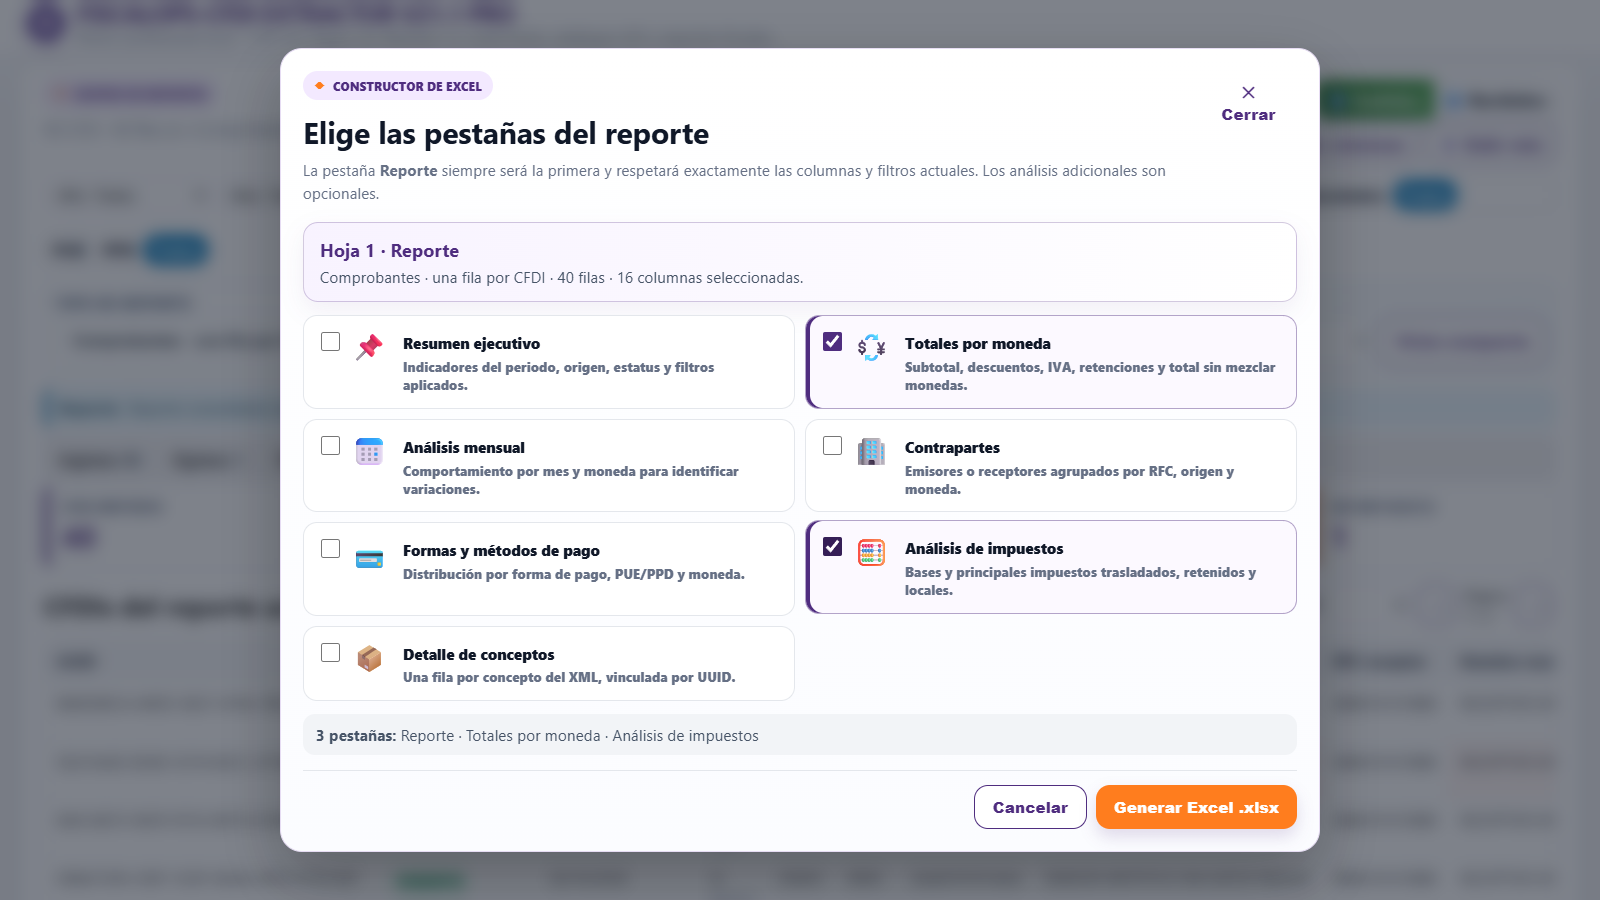 CONSTRUCTOR DE EXCEL
Cerrar
Elige las pestañas del reporte
La pestaña Reporte siempre será la primera y respetará exactamente las columnas y filtros actuales. Los análisis adicionales son
opcionales.
Hoja 1 · Reporte
Comprobantes · una fila por CFDI · 40 filas · 16 columnas seleccionadas.
Resumen ejecutivo
Indicadores del periodo, origen, estatus y filtros
aplicados.
Totales por moneda
Subtotal, descuentos, IVA, retenciones y total sin mezclar
monedas.
Análisis mensual
Comportamiento por mes y moneda para identificar
variaciones.
Contrapartes
Emisores o receptores agrupados por RFC, origen y
moneda.
Formas y métodos de pago
Distribución por forma de pago, PUE/PPD y moneda.
Análisis de impuestos
Bases y principales impuestos trasladados, retenidos y
locales.
Detalle de conceptos
Una fila por concepto del XML, vinculada por UUID.
3 pestañas: Reporte · Totales por moneda · Análisis de impuestos
Cancelar
Generar Excel .xlsx